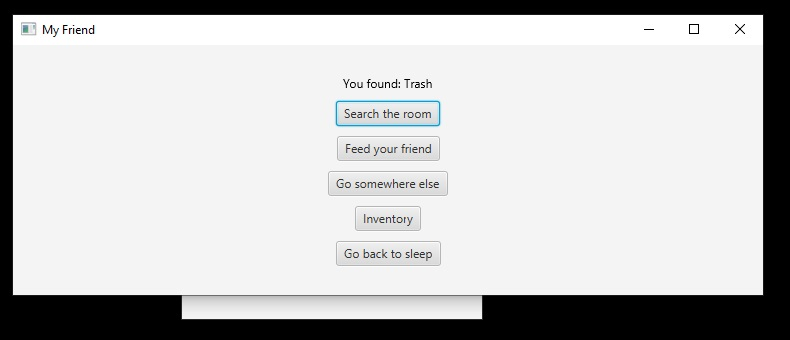 My Friend
You found: Trash
Search the room
Feed your friend
Go somewhere else
Inventory
Go back to sleep